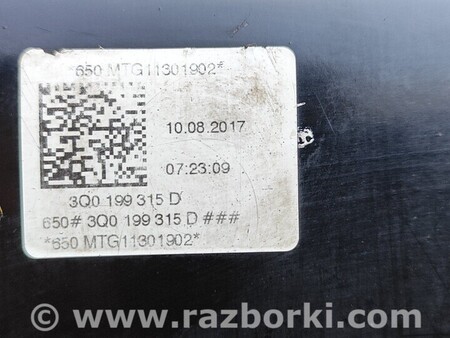 *650 MTG11301902*
10.08.2017
07:23:09
3Q0 199 315 D
650# 3Q0 199 315 D ###
*650 MTG11301902*
© www.razborki.com